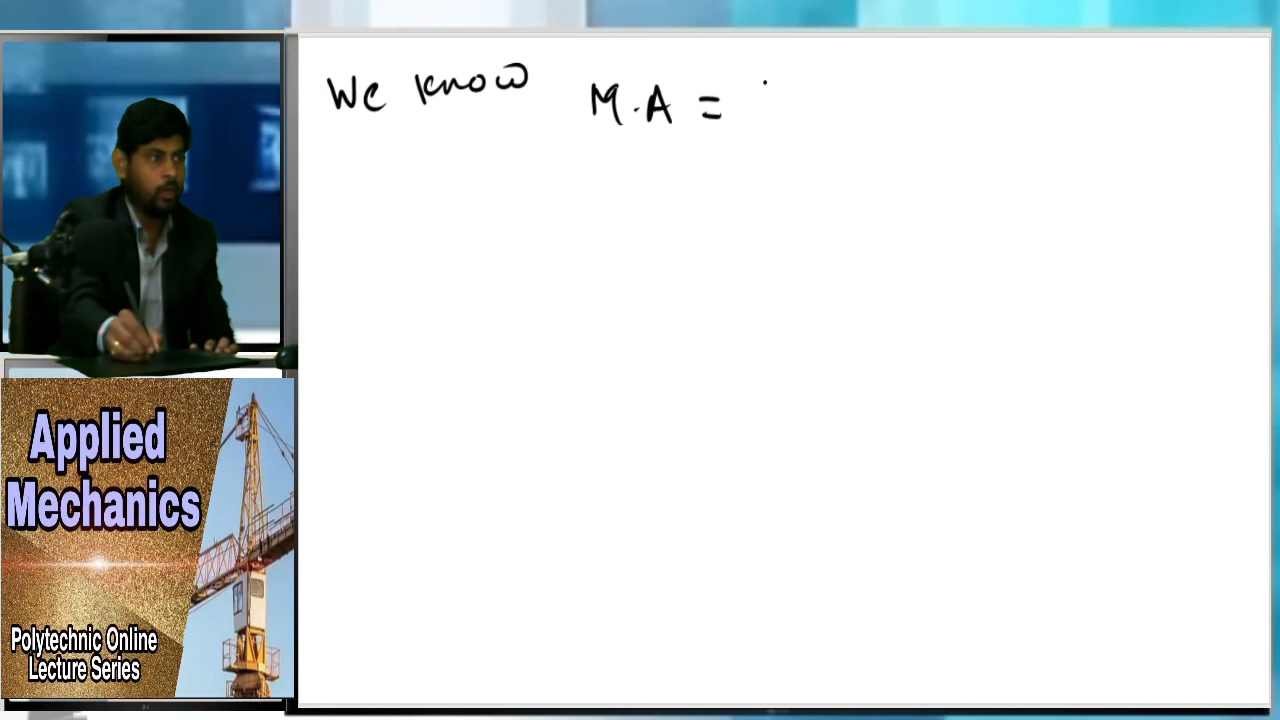 We know M.A =
Applied
Mechanics
Polytechnic Online
Lecture Series